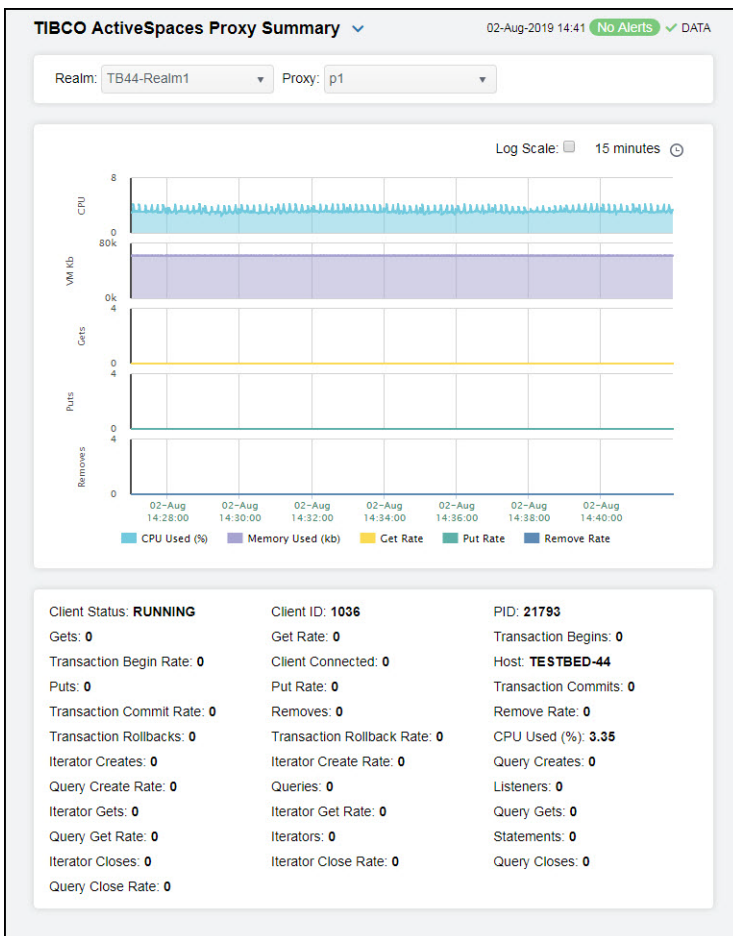 TIBCO ActiveSpaces Proxy Summary 02-Aug-2019 14:41 No Alerts DATA
Realm: TB44-Realm1 Proxy: p1
Log Scale: 15 minutes
8
CPU
0
80k
VM Kb
0k
4
Gets
0
4
Puts
0
4
Removes
0
02-Aug 02-Aug 02-Aug 02-Aug 02-Aug 02-Aug 02-Aug
14:28:00 14:30:00 14:32:00 14:34:00 14:36:00 14:38:00 14:40:00
CPU Used (%) Memory Used (kb) Get Rate Put Rate Remove Rate
Client Status: RUNNING Client ID: 1036 PID: 21793
Gets: 0 Get Rate: 0 Transaction Begins: 0
Transaction Begin Rate: 0 Client Connected: 0 Host: TESTBED-44
Puts: 0 Put Rate: 0 Transaction Commits: 0
Transaction Commit Rate: 0 Removes: 0 Remove Rate: 0
Transaction Rollbacks: 0 Transaction Rollback Rate: 0 CPU Used (%): 3.35
Iterator Creates: 0 Iterator Create Rate: 0 Query Creates: 0
Query Create Rate: 0 Queries: 0 Listeners: 0
Iterator Gets: 0 Iterator Get Rate: 0 Query Gets: 0
Query Get Rate: 0 Iterators: 0 Statements: 0
Iterator Closes: 0 Iterator Close Rate: 0 Query Closes: 0
Query Close Rate: 0